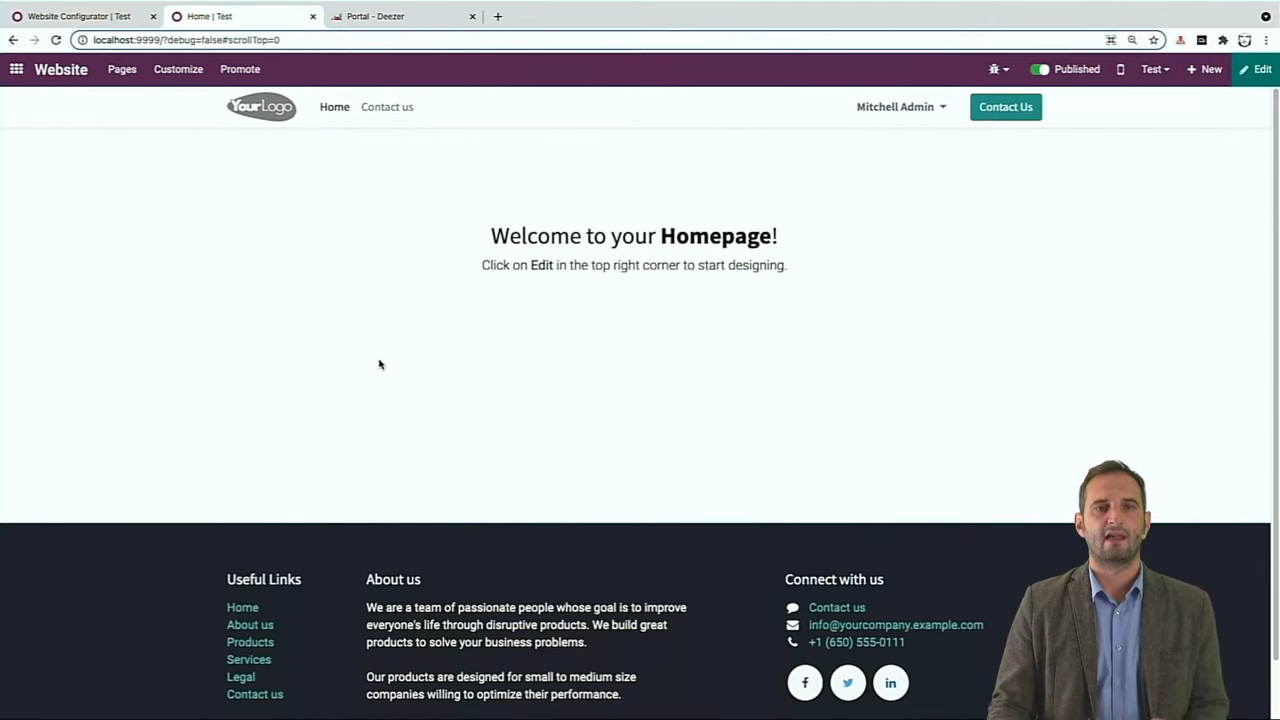 Website Configurator | Test
Home | Test
Portal - Deezer
localhost:9999/?debug=false#scrollTop=0
Website Pages Customize Promote Published Test + New Edit
YourLogo Home Contact us Mitchell Admin Contact Us
Welcome to your Homepage!
Click on Edit in the top right corner to start designing.
Useful Links
Home
About us
Products
Services
Legal
Contact us
About us
We are a team of passionate people whose goal is to improve
everyone's life through disruptive products. We build great
products to solve your business problems.
Our products are designed for small to medium size
companies willing to optimize their performance.
Connect with us
Contact us
info@yourcompany.example.com
+1 (650) 555-0111